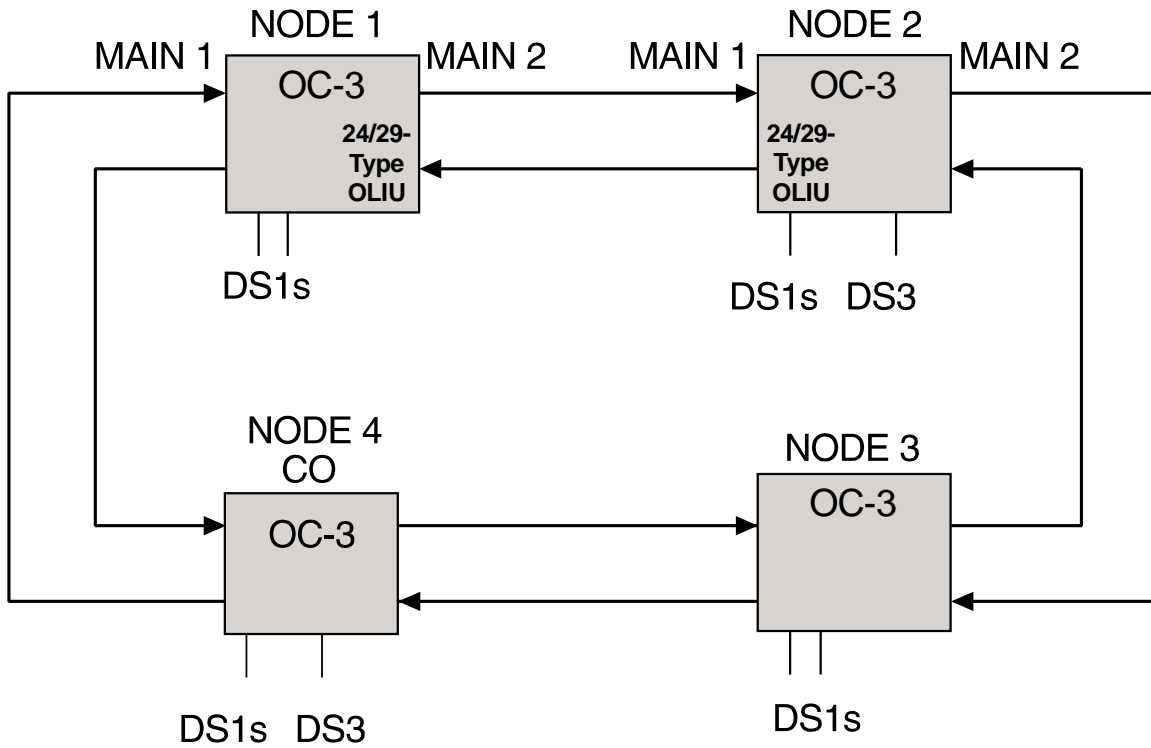 NODE 1
NODE 2
MAIN 1
MAIN 2
MAIN 1
MAIN 2
OC-3
24/29-
Type
OLIU
OC-3
24/29-
Type
OLIU
DS1s
DS1s
DS3
NODE 4
CO
OC-3
NODE 3
OC-3
DS1s
DS3
DS1s